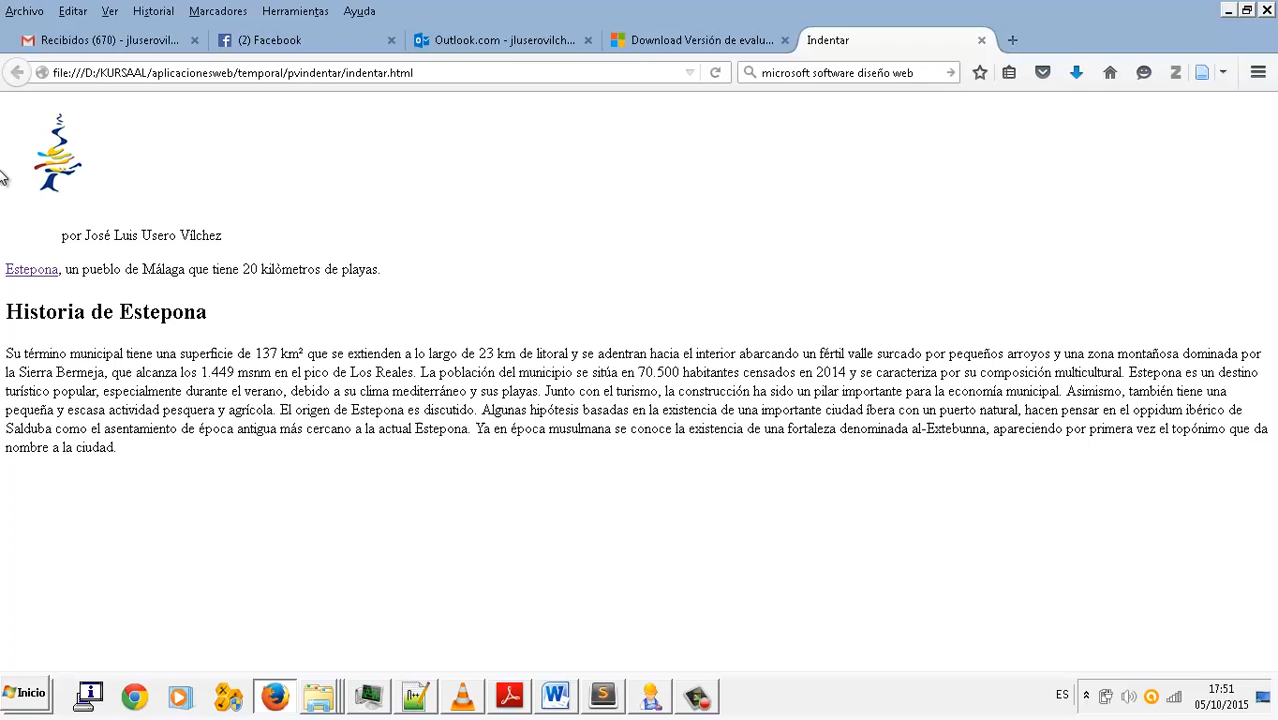 Archivo Editar Ver Historial Marcadores Herramientas Ayuda
Recibidos (670) - jluserovil... (2) Facebook Outlook.com - jluserovilch... Download Versión de evalu... Indentar
file:///D:/KURSAAL/aplicacionesweb/temporal/pvindentar/indentar.html microsoft software diseño web
por José Luis Usero Vílchez
Estepona, un pueblo de Málaga que tiene 20 kilòmetros de playas.
Historia de Estepona
Su término municipal tiene una superficie de 137 km² que se extienden a lo largo de 23 km de litoral y se adentran hacia el interior abarcando un fértil valle surcado por pequeños arroyos y una zona montañosa dominada por
la Sierra Bermeja, que alcanza los 1.449 msnm en el pico de Los Reales. La población del municipio se sitúa en 70.500 habitantes censados en 2014 y se caracteriza por su composición multicultural. Estepona es un destino
turístico popular, especialmente durante el verano, debido a su clima mediterráneo y sus playas. Junto con el turismo, la construcción ha sido un pilar importante para la economía municipal. Asimismo, también tiene una
pequeña y escasa actividad pesquera y agrícola. El origen de Estepona es discutido. Algunas hipótesis basadas en la existencia de una importante ciudad íbera con un puerto natural, hacen pensar en el oppidum ibérico de
Salduba como el asentamiento de época antigua más cercano a la actual Estepona. Ya en época musulmana se conoce la existencia de una fortaleza denominada al-Extebunna, apareciendo por primera vez el topónimo que da
nombre a la ciudad.
Inicio ES 17:51
05/10/2015